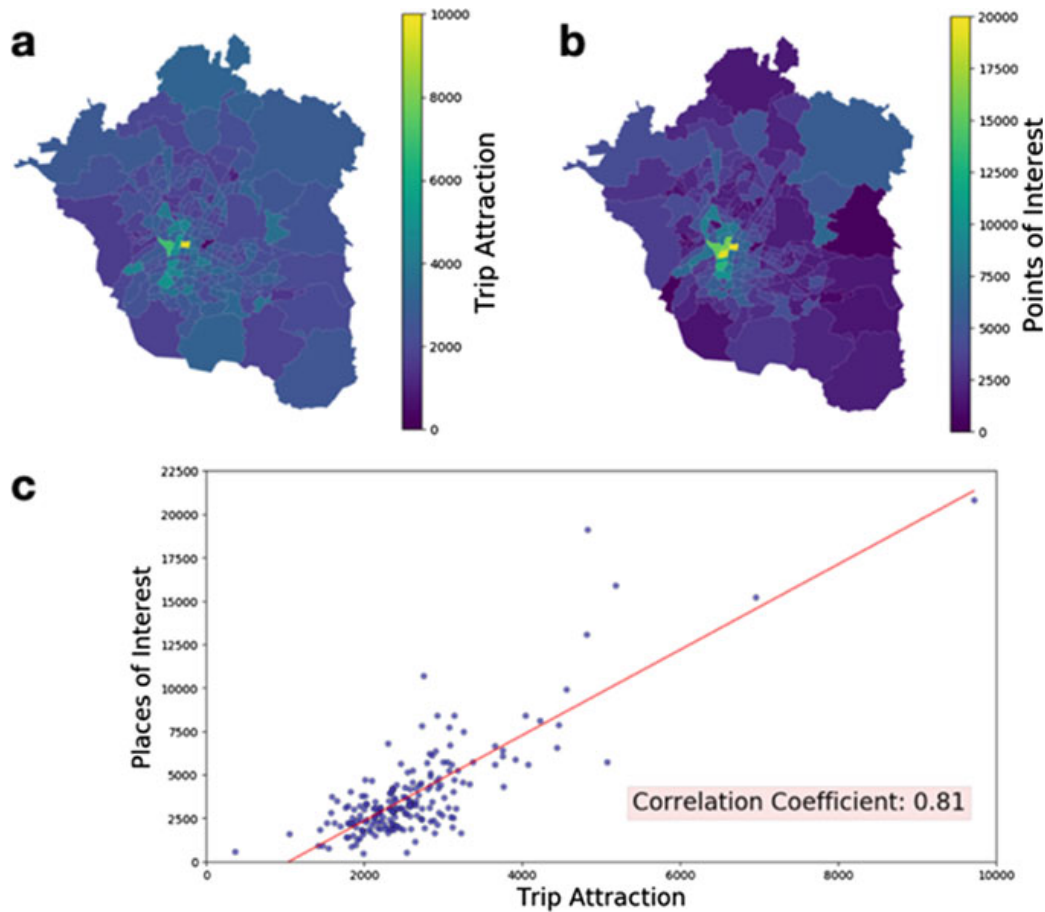 a
10000
8000
6000
4000
2000
0
Trip Attraction
b
20000
17500
15000
12500
10000
7500
5000
2500
0
Points of Interest
c
22500
20000
17500
15000
12500
10000
7500
5000
2500
0
Places of Interest
Correlation Coefficient: 0.81
0 2000 4000 6000 8000 10000
Trip Attraction